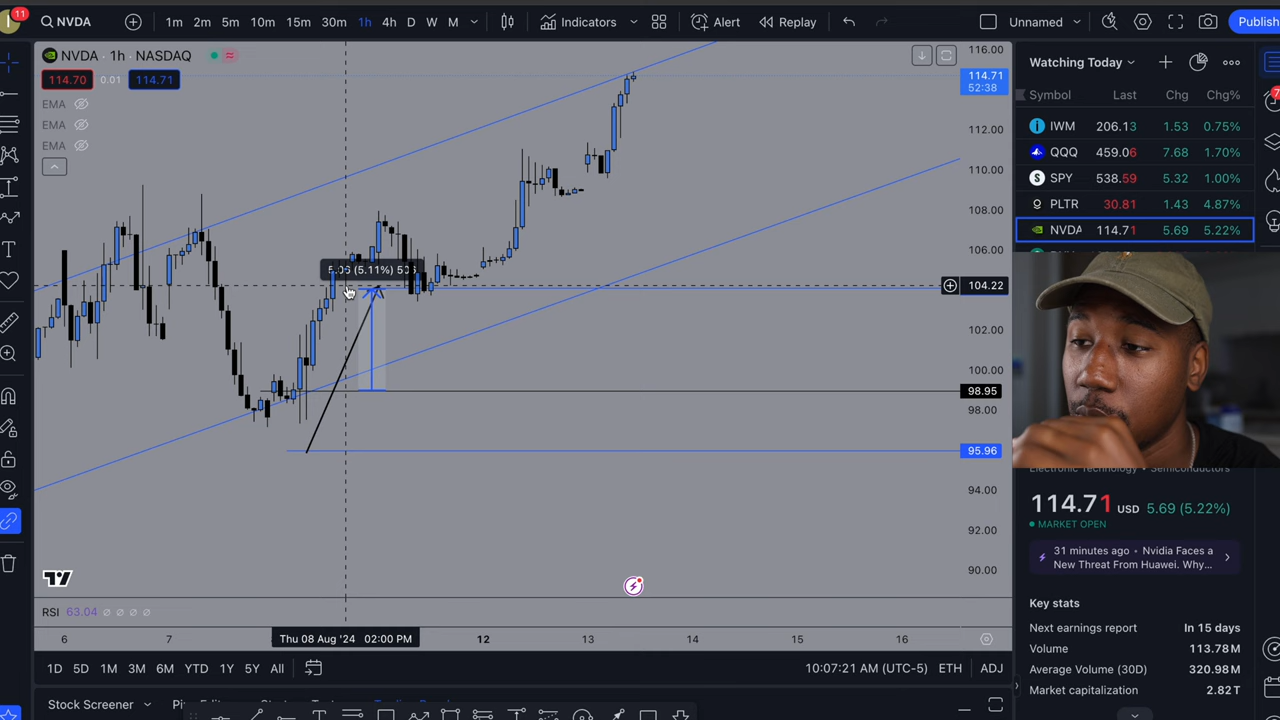 11
NVDA
1m 2m 5m 10m 15m 30m 1h 4h D W M
Indicators
Alert
Replay
Unnamed
Publish
NVDA · 1h · NASDAQ
114.70 0.01 114.71
EMA
EMA
EMA
5.06 (5.11%)
116.00
114.71
52:38
112.00
110.00
108.00
106.00
104.22
102.00
100.00
98.95
98.00
95.96
94.00
92.00
90.00
RSI 63.04
6 7 Thu 08 Aug '24 02:00 PM 12 13 14 15 16
1D 5D 1M 3M 6M YTD 1Y 5Y All
10:07:21 AM (UTC-5) ETH ADJ
Stock Screener
Watching Today
Symbol Last Chg Chg%
IWM 206.13 1.53 0.75%
QQQ 459.06 7.68 1.70%
SPY 538.59 5.32 1.00%
PLTR 30.81 1.43 4.87%
NVDA 114.71 5.69 5.22%
Electronic Technology • Semiconductors
114.71 USD 5.69 (5.22%)
MARKET OPEN
31 minutes ago • Nvidia Faces a
New Threat From Huawei. Why...
Key stats
Next earnings report In 15 days
Volume 113.78M
Average Volume (30D) 320.98M
Market capitalization 2.82T